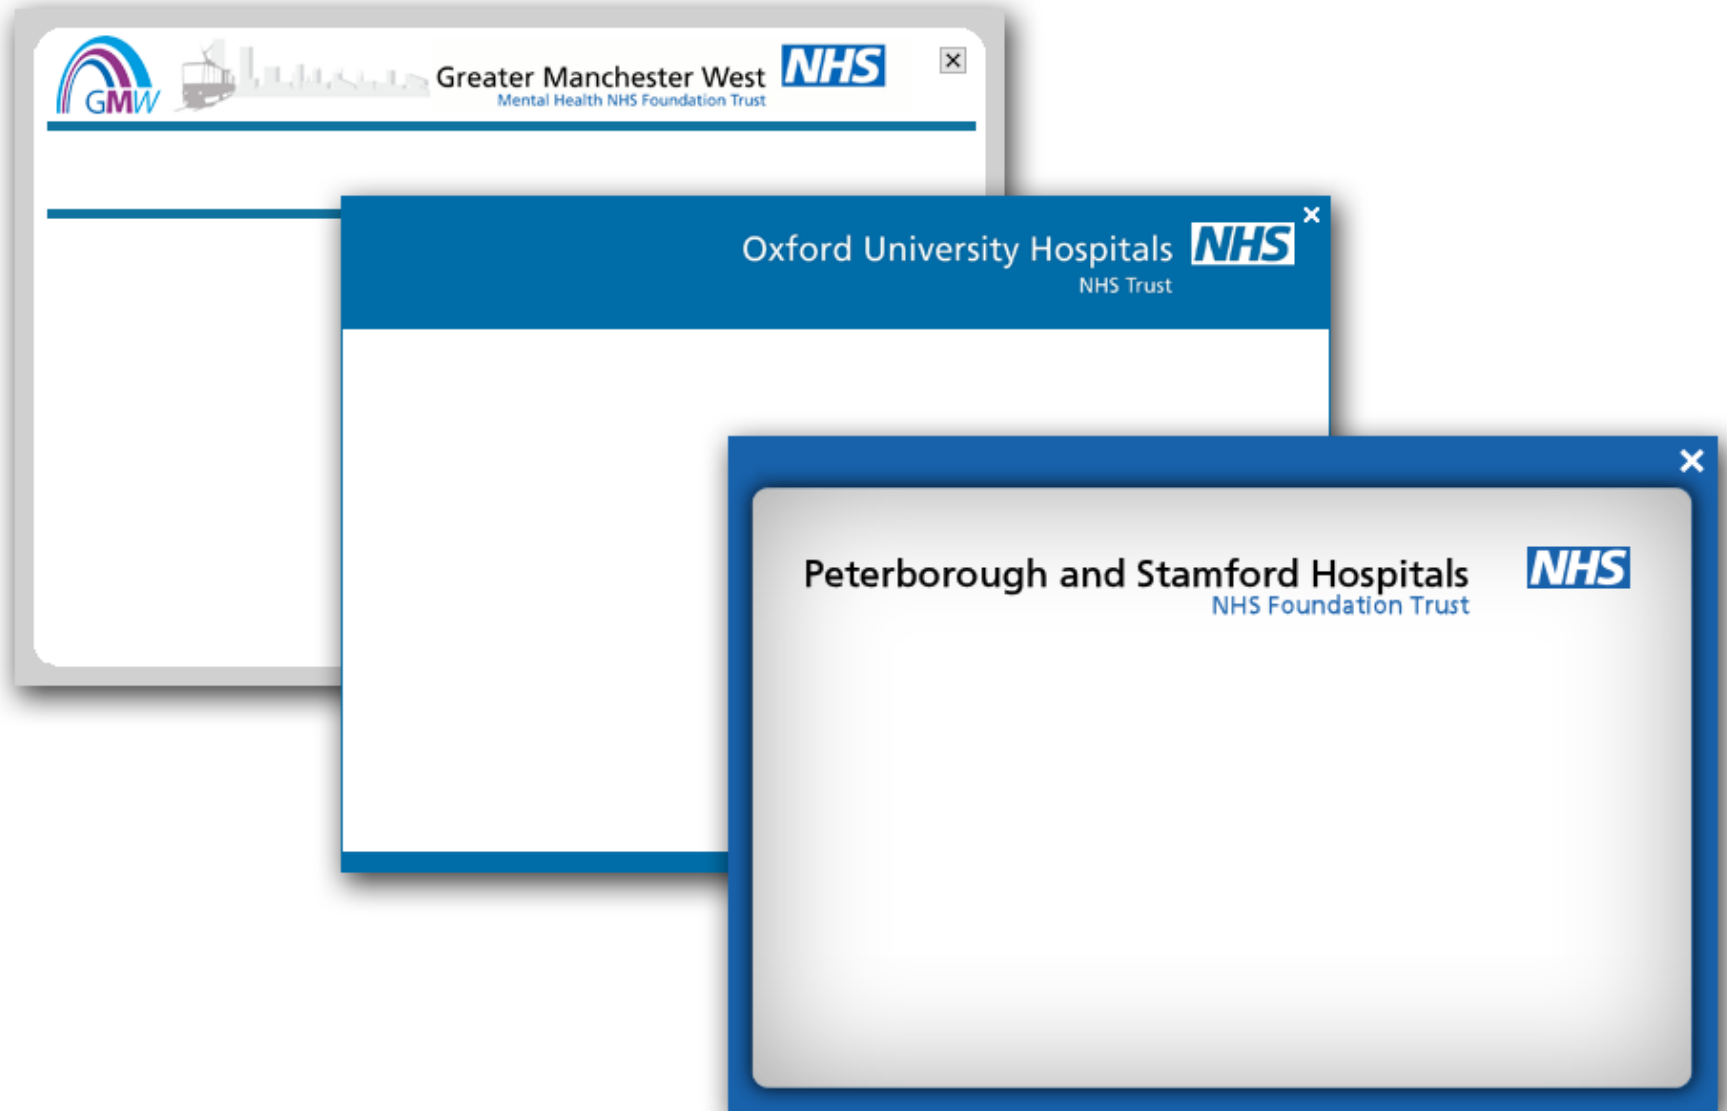 GMW
Greater Manchester West NHS
Mental Health NHS Foundation Trust
Oxford University Hospitals NHS
NHS Trust
Peterborough and Stamford Hospitals NHS
NHS Foundation Trust